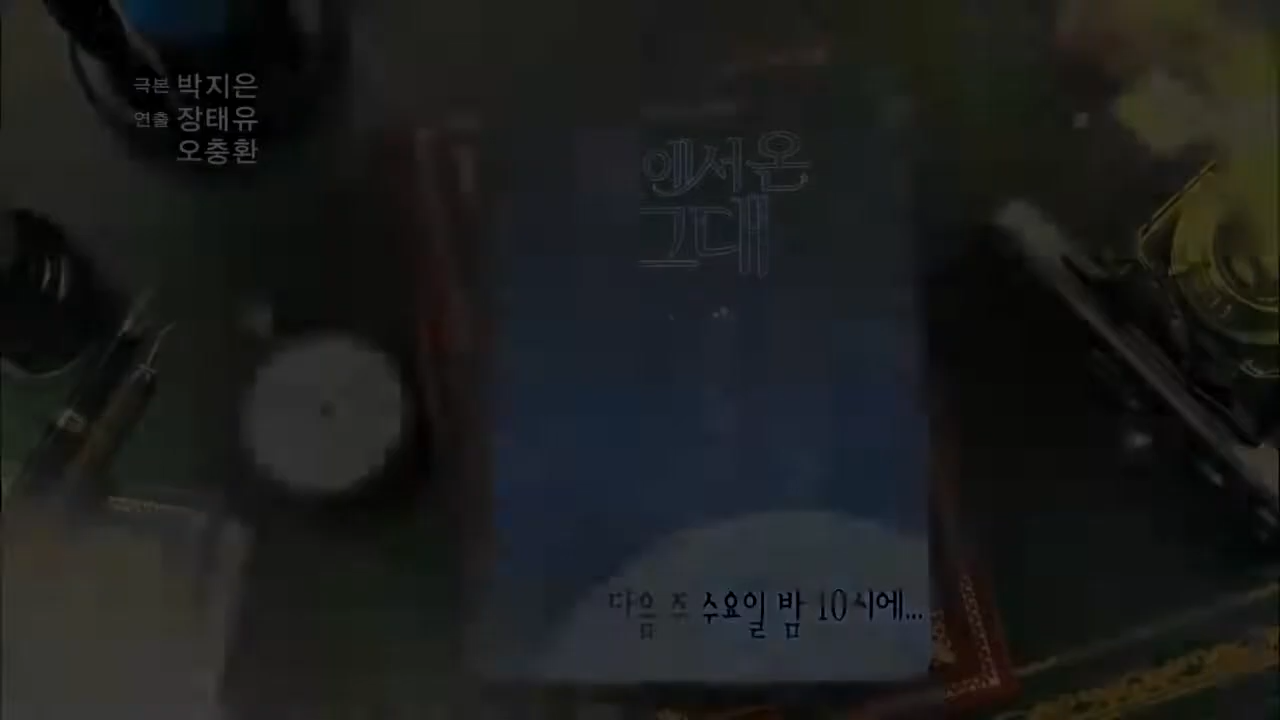 극본 박지은
연출 장태유
오충환
에서 온
그대
다음 주 수요일 밤 10시에...